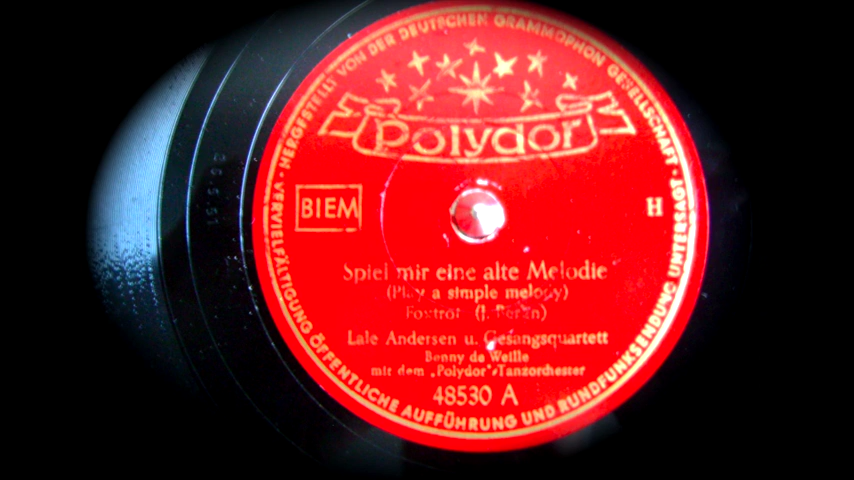 HERGESTELLT VON DER DEUTSCHEN GRAMMOPHON GESELLSCHAFT · VERVIELFÄLTIGUNG ÖFFENTLICHE AUFFÜHRUNG UND RUNDFUNKSENDUNG UNTERSAGT ·
Polydor
BIEM
H
Spiel mir eine alte Melodie
(Play a simple melody)
Foxtrot (J. Berlin)
Lale Andersen u. Gesangsquartett
Benny de Weille
mit dem „Polydor"-Tanzorchester
48530 A